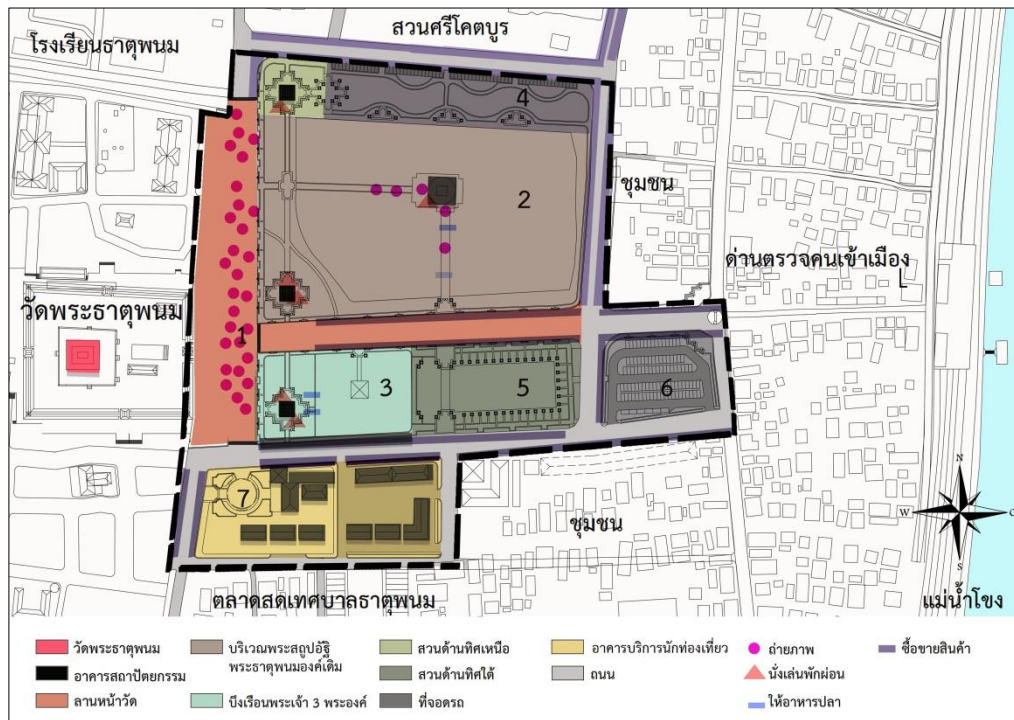 สวนศรีโคตบูร
โรงเรียนธาตุพนม
4
ชุมชน
2
ด่านตรวจคนเข้าเมือง
วัดพระธาตุพนม
1
3
5
6
7
ชุมชน
N
W
O
S
ตลาดสดเทศบาลธาตุพนม
แม่น้ำโขง
วัดพระธาตุพนม
บริเวณพระสถูปอัฐิ
พระธาตุพนมองค์เดิม
สวนด้านทิศเหนือ
อาคารบริการนักท่องเที่ยว
ถ่ายภาพ
ซื้อขายสินค้า
อาคารสถาปัตยกรรม
สวนด้านทิศใต้
ถนน
นั่งเล่นพักผ่อน
ลานหน้าวัด
บึงเรือนพระเจ้า 3 พระองค์
ที่จอดรถ
ให้อาหารปลา